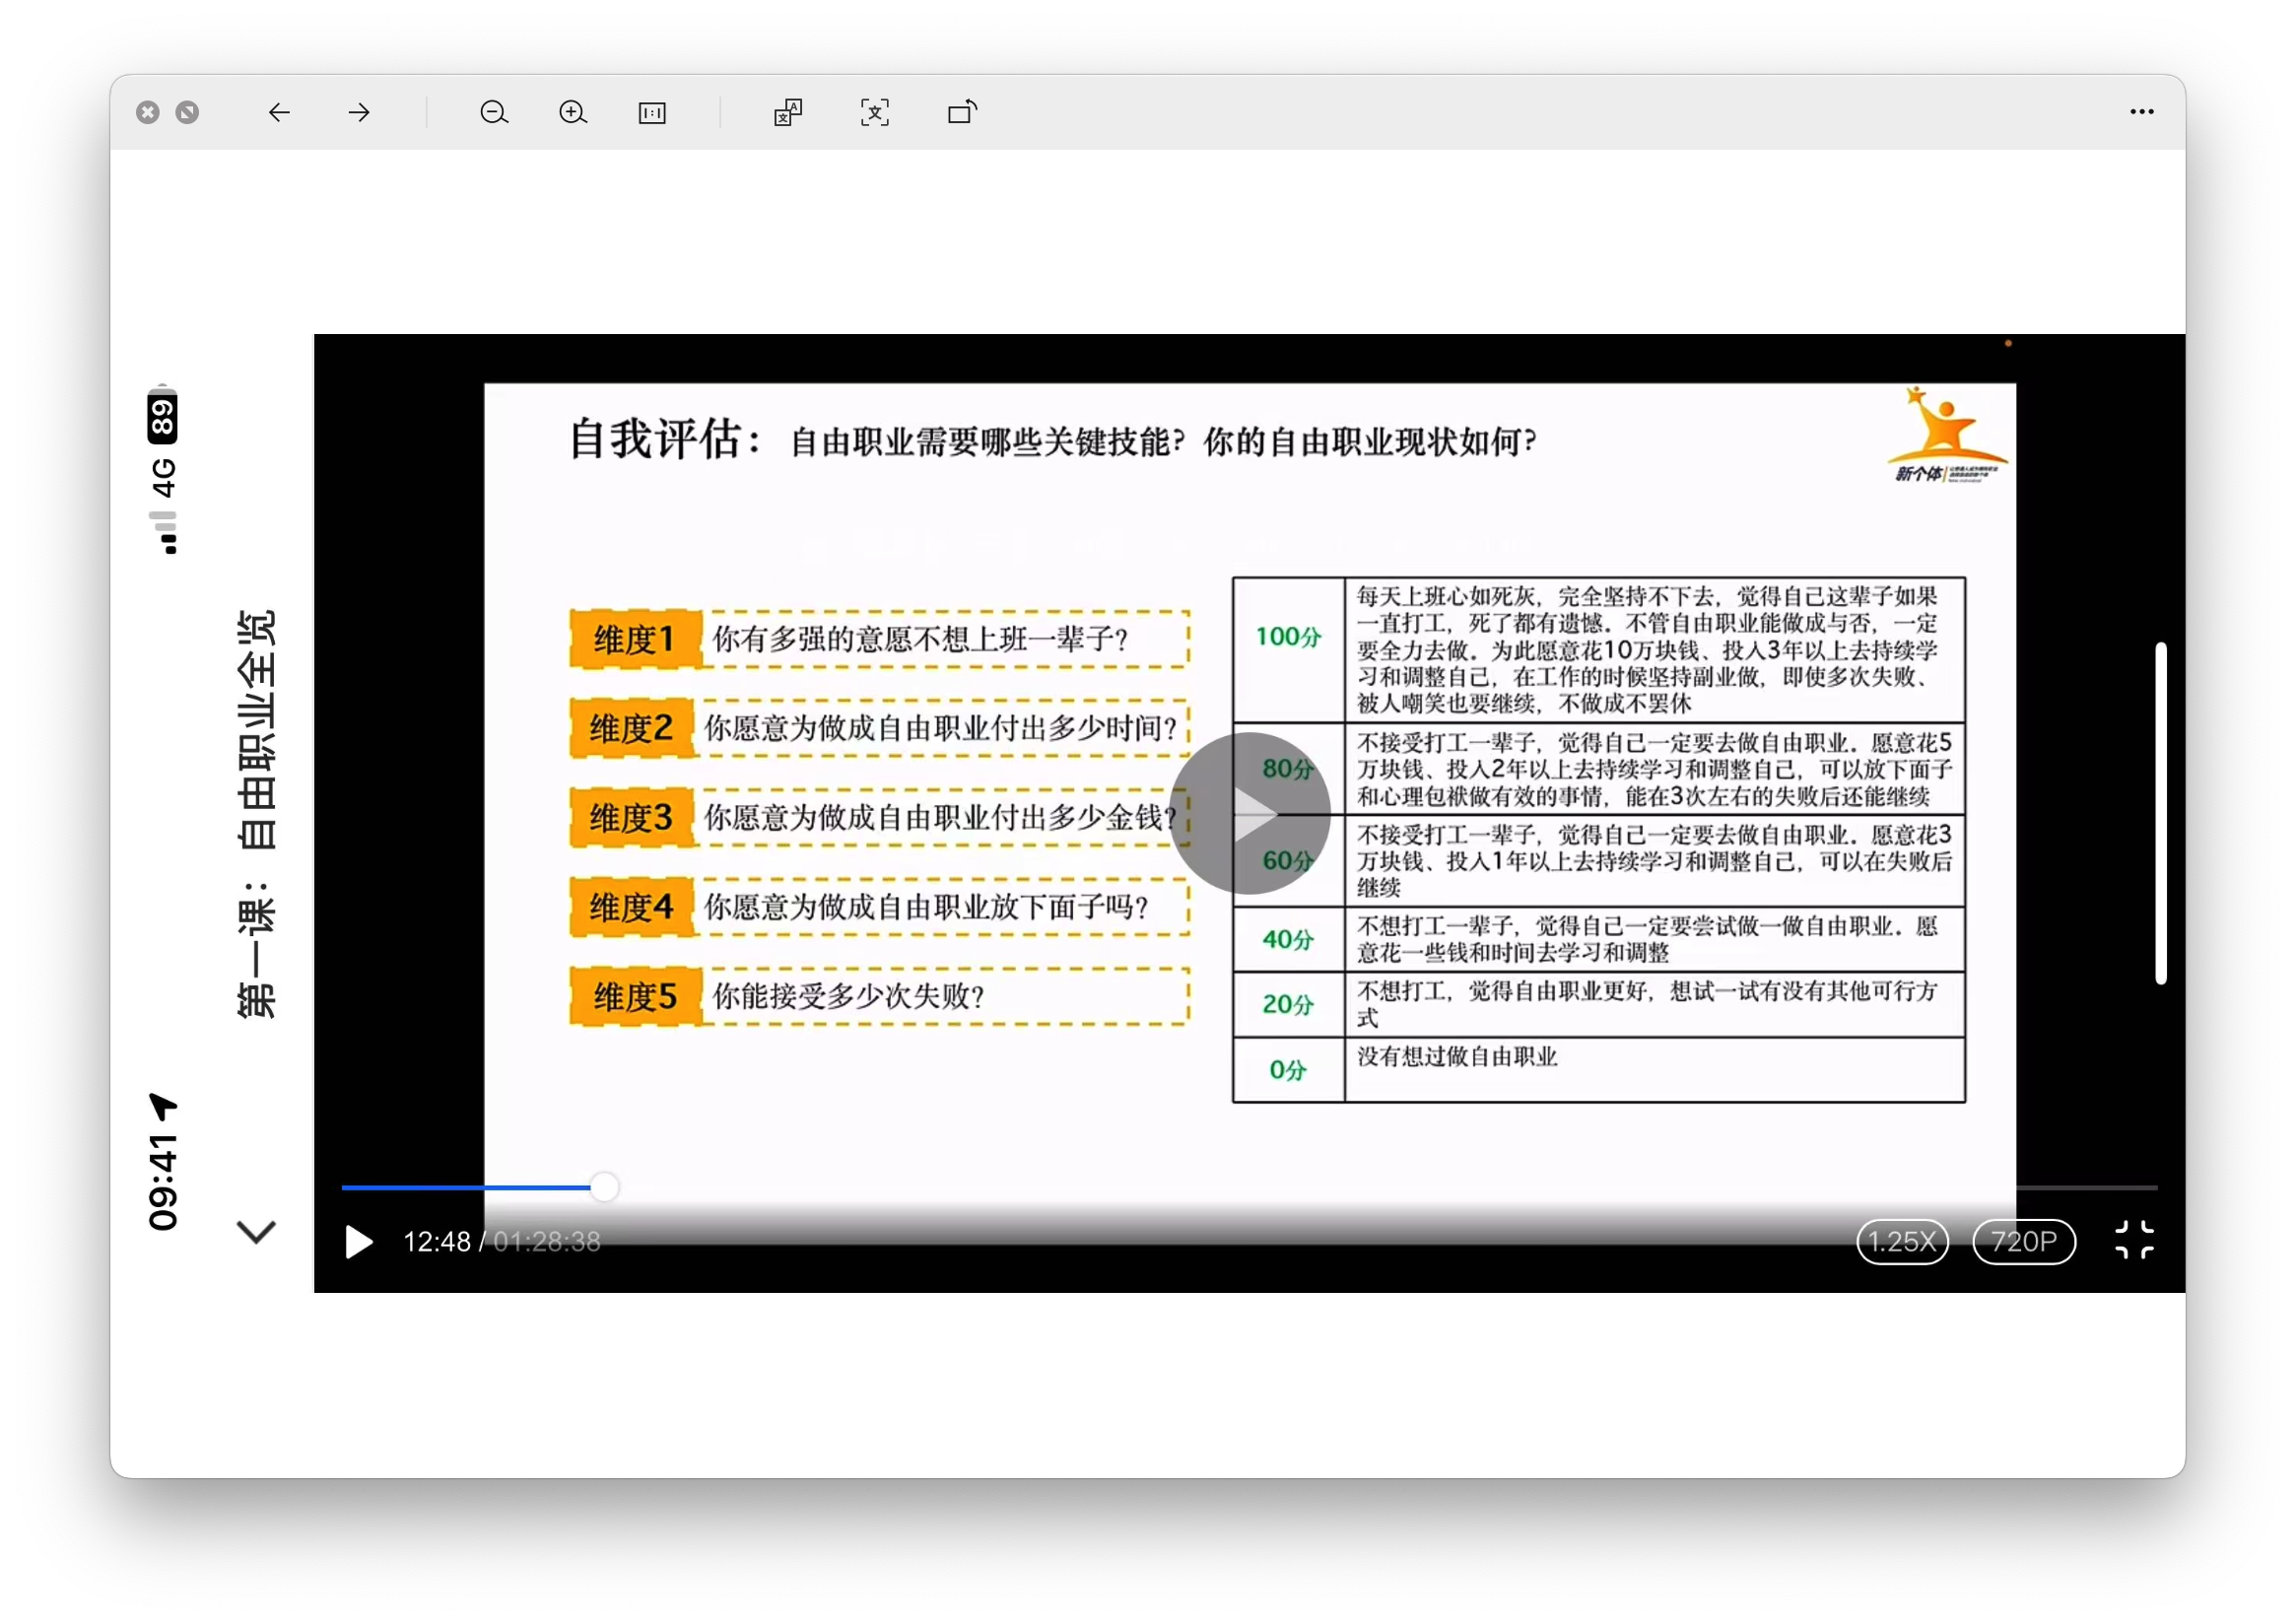 09:41
4G 89
第一课：自由职业全览
自我评估：自由职业需要哪些关键技能？你的自由职业现状如何？
新个体
维度1 你有多强的意愿不想上班一辈子？
维度2 你愿意为做成自由职业付出多少时间？
维度3 你愿意为做成自由职业付出多少金钱？
维度4 你愿意为做成自由职业放下面子吗？
维度5 你能接受多少次失败？
100分
每天上班心如死灰，完全坚持不下去，觉得自己这辈子如果
一直打工，死了都有遗憾。不管自由职业能做成与否，一定
要全力去做。为此愿意花10万块钱、投入3年以上去持续学
习和调整自己，在工作的时候坚持副业做，即使多次失败、
被人嘲笑也要继续，不做成不罢休
80分
不接受打工一辈子，觉得自己一定要去做自由职业。愿意花5
万块钱、投入2年以上去持续学习和调整自己，可以放下面子
和心理包袱做有效的事情，能在3次左右的失败后还能继续
60分
不接受打工一辈子，觉得自己一定要去做自由职业。愿意花3
万块钱、投入1年以上去持续学习和调整自己，可以在失败后
继续
40分
不想打工一辈子，觉得自己一定要尝试做一做自由职业。愿
意花一些钱和时间去学习和调整
20分
不想打工，觉得自由职业更好，想试一试有没有其他可行方
式
0分
没有想过做自由职业
12:48 / 01:28:38
1.25X
720P